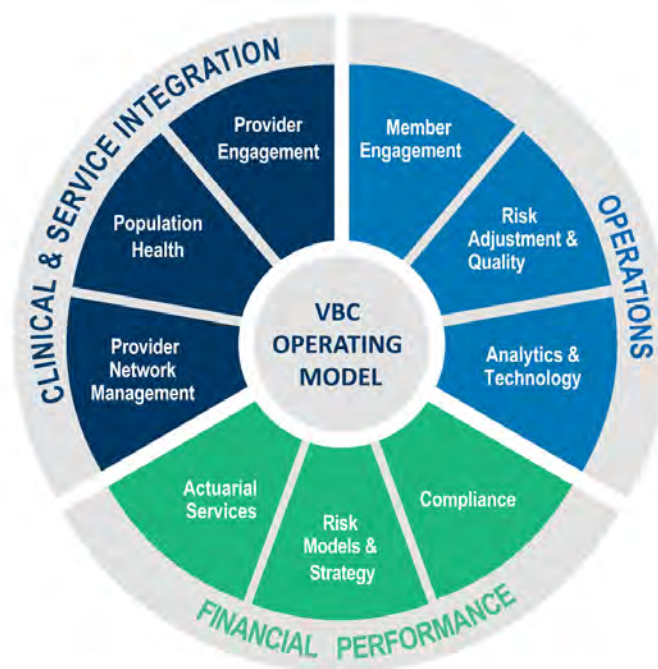 CLINICAL & SERVICE INTEGRATION
Provider
Engagement
Population
Health
Provider
Network
Management
OPERATIONS
Member
Engagement
Risk
Adjustment &
Quality
Analytics &
Technology
VBC
OPERATING
MODEL
FINANCIAL PERFORMANCE
Actuarial
Services
Risk
Models &
Strategy
Compliance